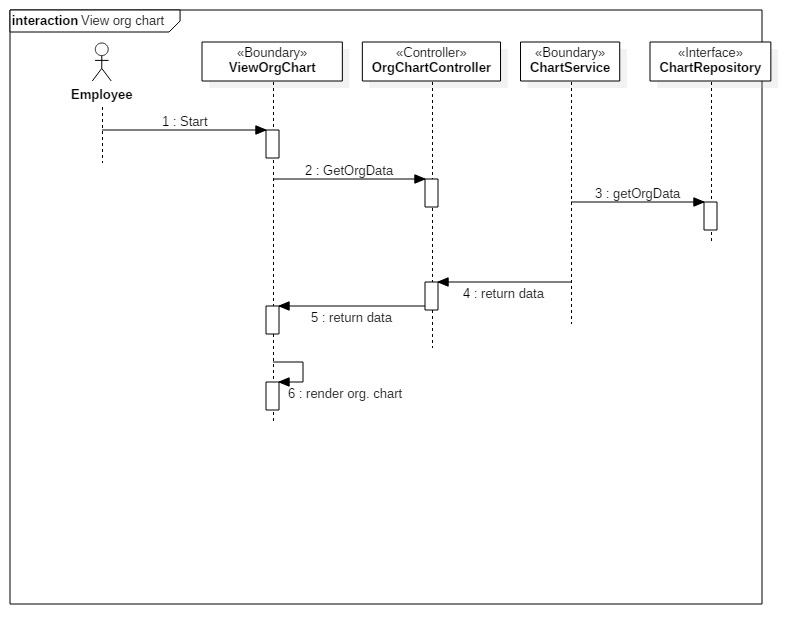 interaction View org chart
Employee
«Boundary»
ViewOrgChart
«Controller»
OrgChartController
«Boundary»
ChartService
«Interface»
ChartRepository
1 : Start
2 : GetOrgData
3 : getOrgData
4 : return data
5 : return data
6 : render org. chart